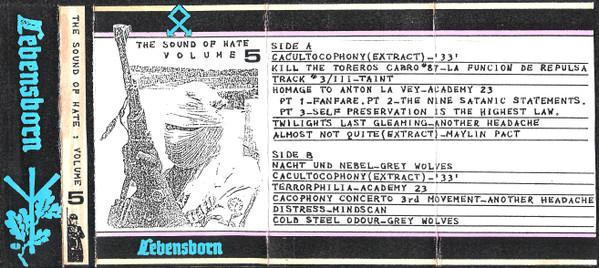 Lebensborn
THE SOUND OF HATE : VOLUME 5
THE SOUND OF HATE
VOLUME 5
Lebensborn
SIDE A
CACULTOCOPHONY(EXTRACT)-'33'
KILL THE TOREROS CABRO #87-LA FUNCION DE REPULSA
TRACK #3/III-TAINT
HOMAGE TO ANTON LA VEY-ACADEMY 23
PT 1-FANFARE. PT 2-THE NINE SATANIC STATEMENTS.
PT 3-SELF PRESERVATION IS THE HIGHEST LAW.
TWILIGHTS LAST GLEAMING-ANOTHER HEADACHE
ALMOST NOT QUITE(EXTRACT)-MAYLIN PACT
SIDE B
NACHT UND NEBEL-GREY WOLVES
CACULTOCOPHONY(EXTRACT)-'33'
TERRORPHILIA-ACADEMY 23
CACOPHONY CONCERTO 3rd MOVEMENT-ANOTHER HEADACHE
DISTRESS-MINDSCAN
COLD STEEL ODOUR-GREY WOLVES